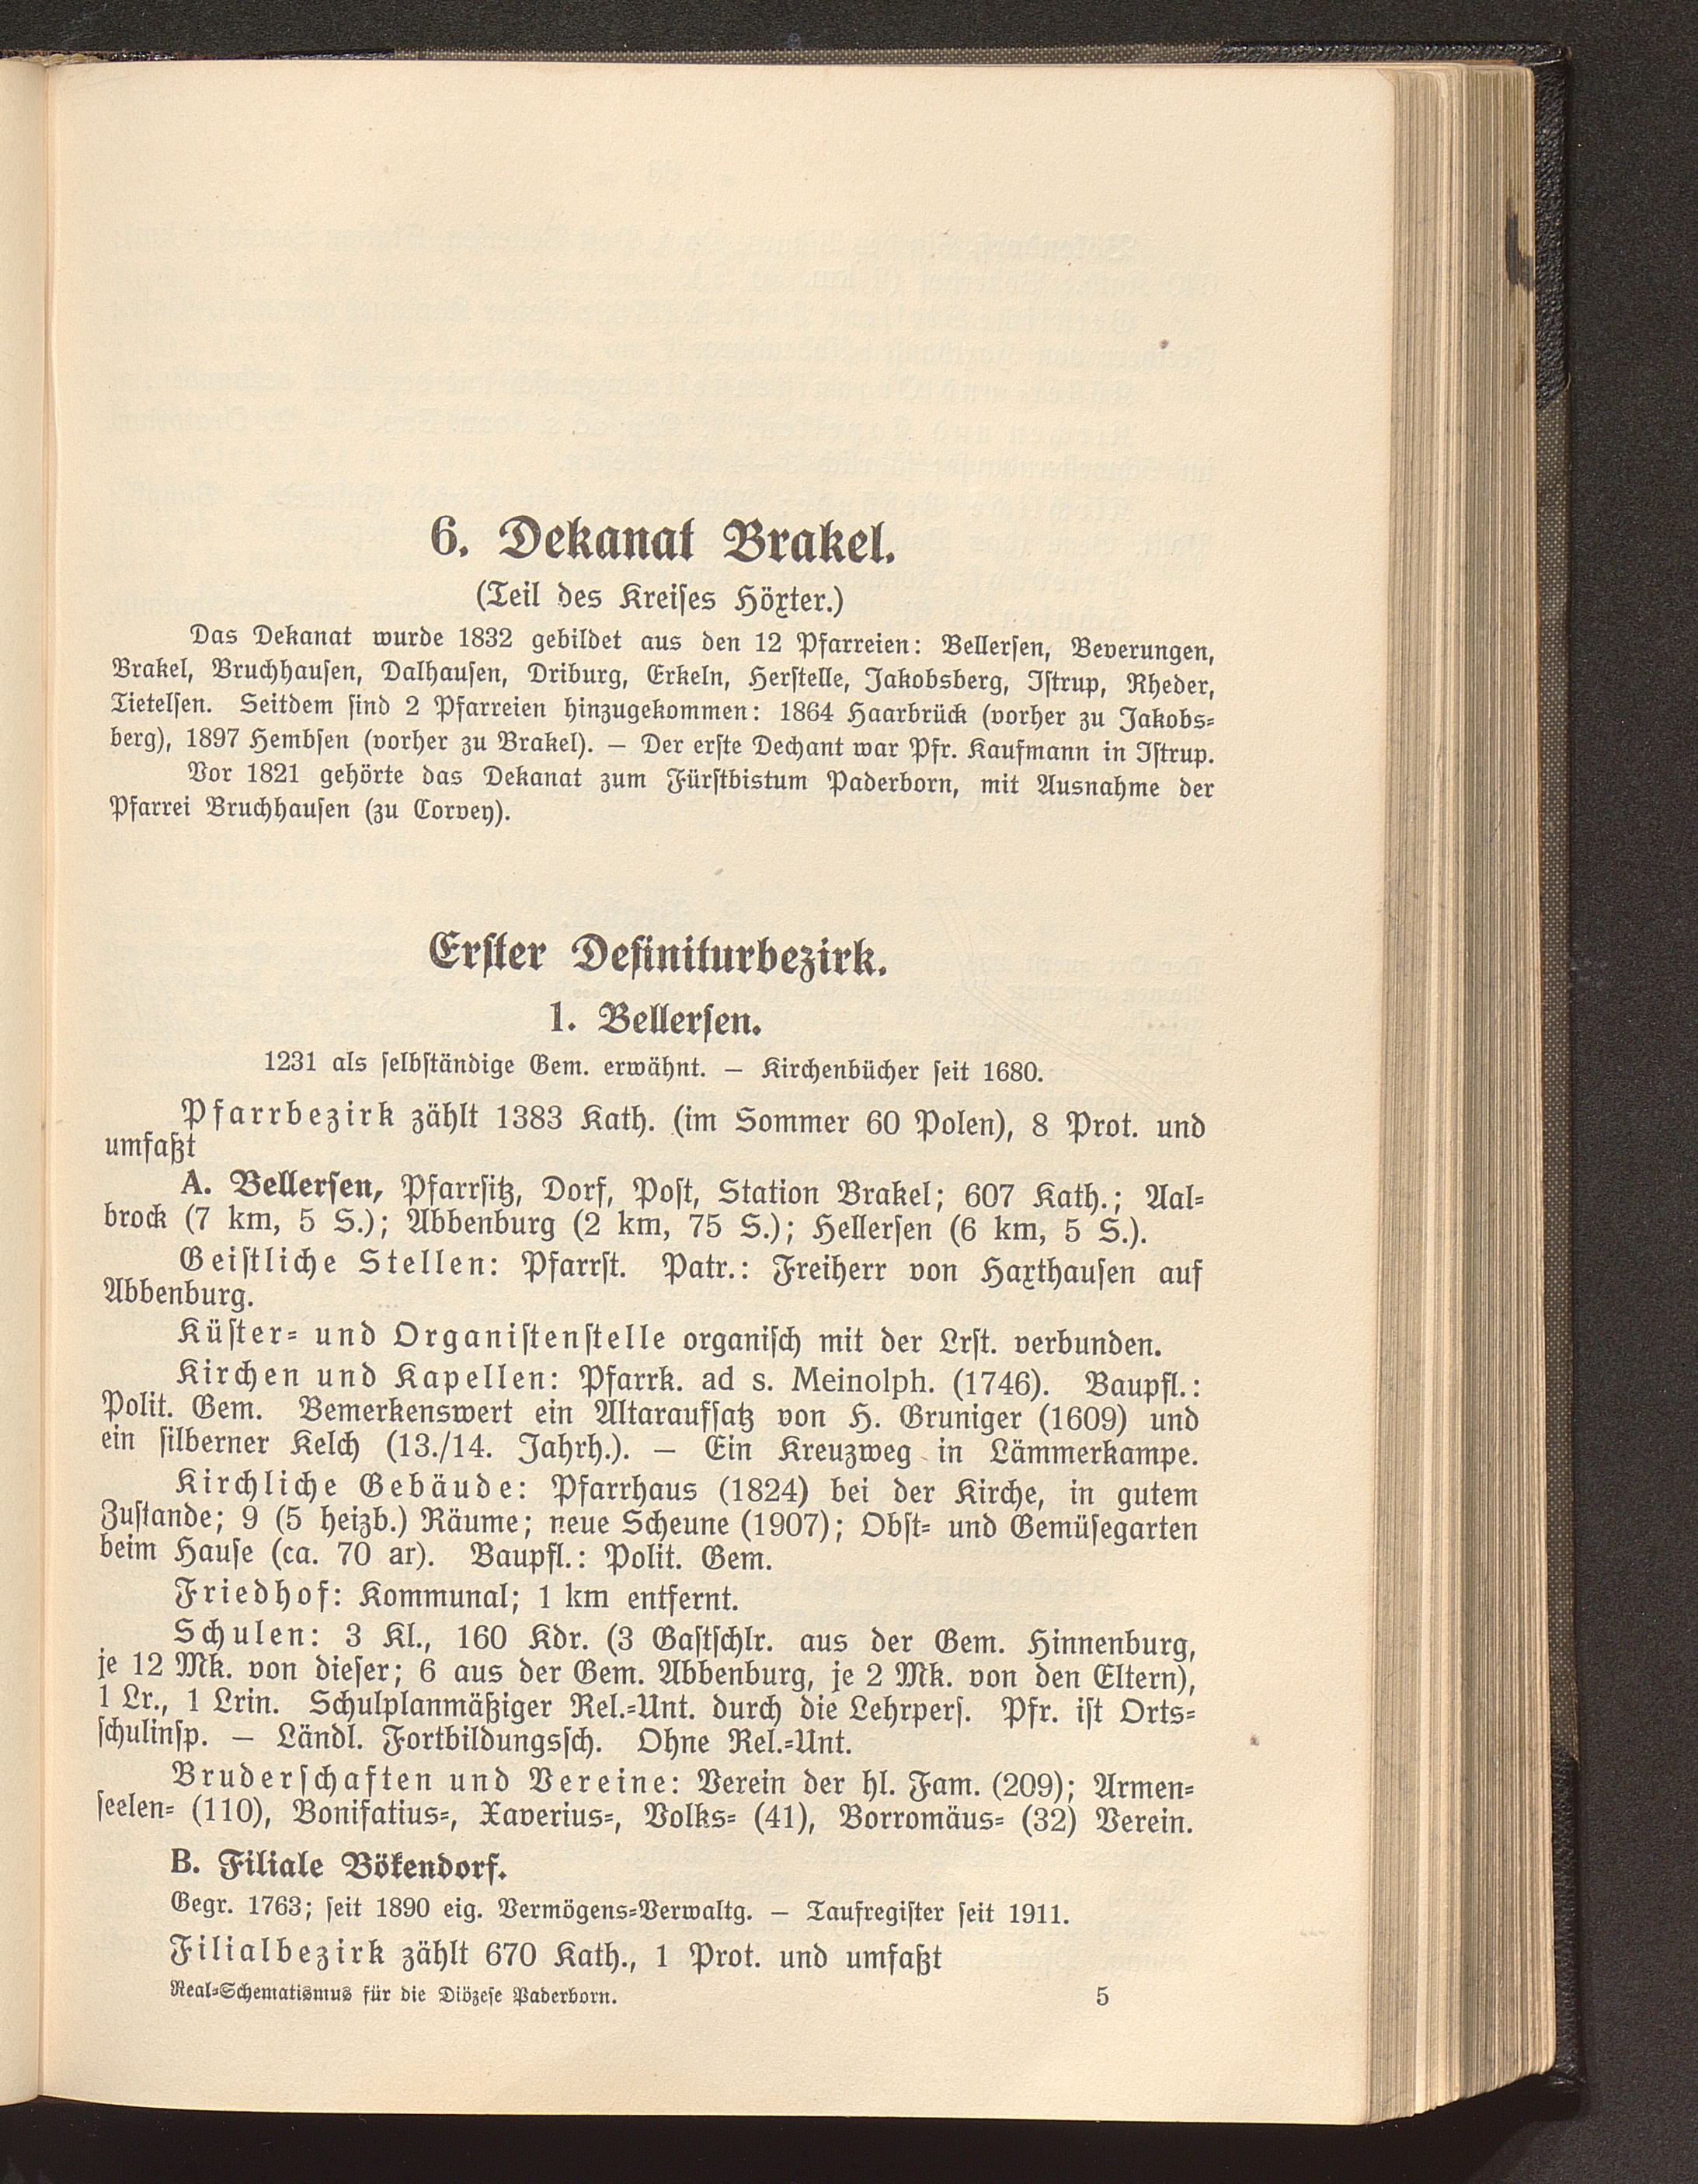 6. Dekanat Brakel.
(Teil des Kreises Höxter.)
Das Dekanat wurde 1832 gebildet aus den 12 Pfarreien: Bellersen, Beverungen,
Brakel, Bruchhausen, Dalhausen, Driburg, Erkeln, Herstelle, Jakobsberg, Istrup, Rheder,
Tietelsen. Seitdem sind 2 Pfarreien hinzugekommen: 1864 Haarbrück (vorher zu Jakobs-
berg), 1897 Hembsen (vorher zu Brakel). — Der erste Dechant war Pfr. Kaufmann in Istrup.
Vor 1821 gehörte das Dekanat zum Fürstbistum Paderborn, mit Ausnahme der
Pfarrei Bruchhausen (zu Corvey).
Erster Definiturbezirk.
1. Bellersen.
1231 als selbständige Gem. erwähnt. — Kirchenbücher seit 1680.
Pfarrbezirk zählt 1383 Kath. (im Sommer 60 Polen), 8 Prot. und
umfaßt
A. Bellersen, Pfarrsitz, Dorf, Post, Station Brakel; 607 Kath.; Aal-
brock (7 km, 5 S.); Abbenburg (2 km, 75 S.); Hellersen (6 km, 5 S.).
Geistliche Stellen: Pfarrst. Patr.: Freiherr von Haxthausen auf
Abbenburg.
Küster- und Organistenstelle organisch mit der Lrst. verbunden.
Kirchen und Kapellen: Pfarrk. ad s. Meinolph. (1746). Baupfl.:
Polit. Gem. Bemerkenswert ein Altaraufsatz von H. Gruniger (1609) und
ein silberner Kelch (13./14. Jahrh.). — Ein Kreuzweg in Lämmerkampe.
Kirchliche Gebäude: Pfarrhaus (1824) bei der Kirche, in gutem
Zustande; 9 (5 heizb.) Räume; neue Scheune (1907); Obst- und Gemüsegarten
beim Hause (ca. 70 ar). Baupfl.: Polit. Gem.
Friedhof: Kommunal; 1 km entfernt.
Schulen: 3 Kl., 160 Kdr. (3 Gastschlr. aus der Gem. Hinnenburg,
je 12 Mk. von dieser; 6 aus der Gem. Abbenburg, je 2 Mk. von den Eltern),
1 Lr., 1 Lrin. Schulplanmäßiger Rel.-Unt. durch die Lehrpers. Pfr. ist Orts-
schulinsp. — Ländl. Fortbildungssch. Ohne Rel.-Unt.
Bruderschaften und Vereine: Verein der hl. Fam. (209); Armen-
seelen- (110), Bonifatius-, Xaverius-, Volks- (41), Borromäus- (32) Verein.
B. Filiale Bökendorf.
Gegr. 1763; seit 1890 eig. Vermögens-Verwaltg. — Taufregister seit 1911.
Filialbezirk zählt 670 Kath., 1 Prot. und umfaßt
Real-Schematismus für die Diözese Paderborn. 5